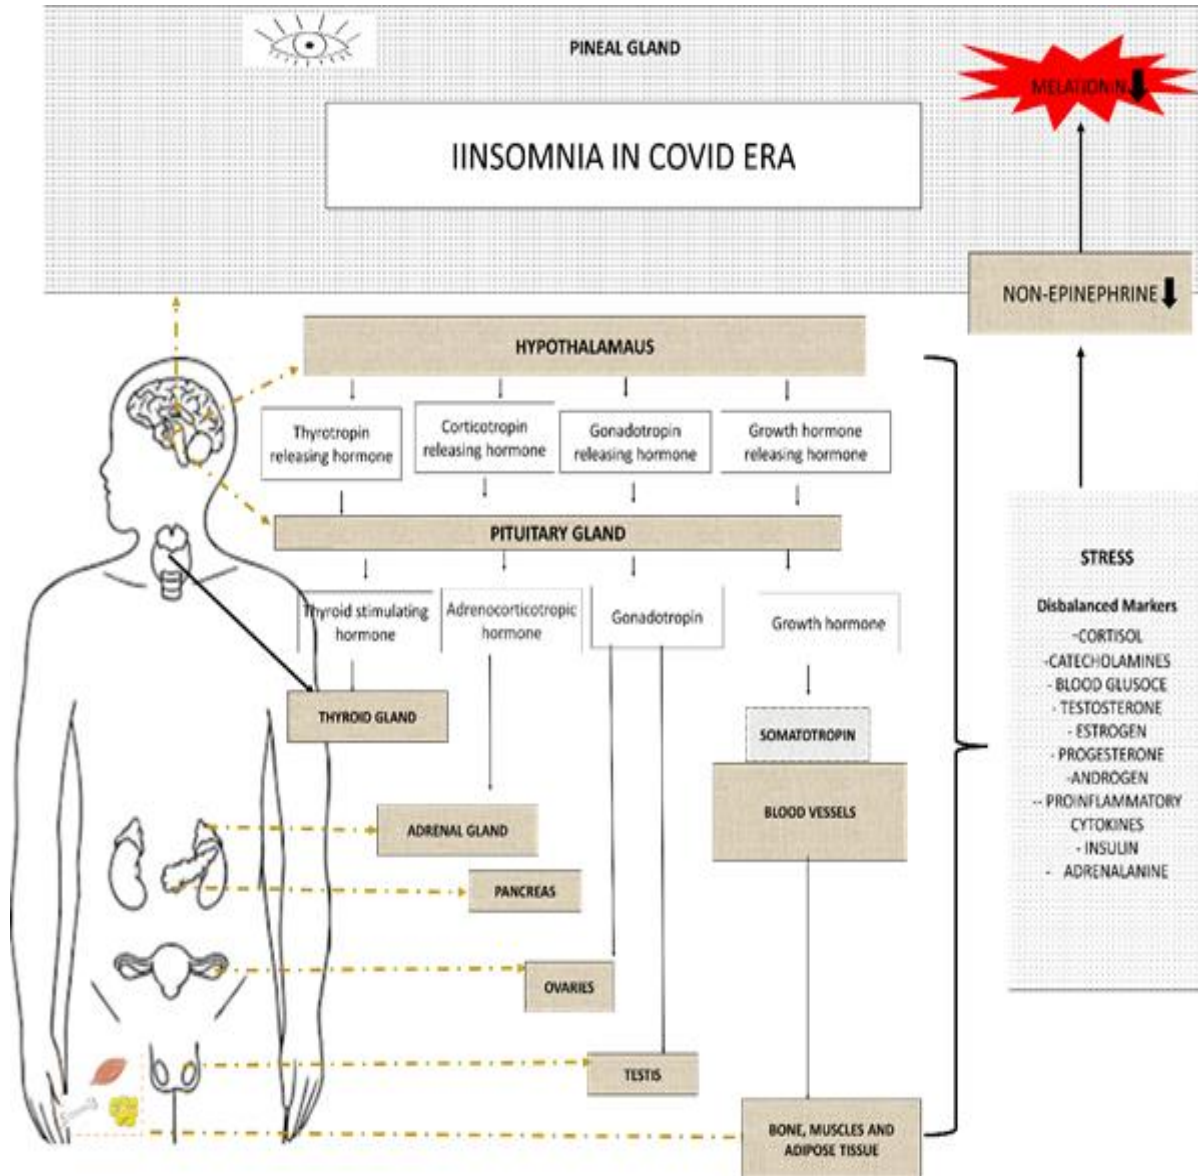 PINEAL GLAND
MELATIONIN
IINSOMNIA IN COVID ERA
NON-EPINEPHRINE
HYPOTHALAMAUS
Thyrotropin
releasing hormone
Corticotropin
releasing hormone
Gonadotropin
releasing hormone
Growth hormone
releasing hormone
PITUITARY GLAND
Thyroid stimulating
hormone
Adrenocorticotropic
hormone
Gonadotropin
Growth hormone
THYROID GLAND
SOMATOTROPIN
BLOOD VESSELS
ADRENAL GLAND
PANCREAS
OVARIES
TESTIS
BONE, MUSCLES AND
ADIPOSE TISSUE
STRESS
Disbalanced Markers
-CORTISOL
-CATECHOLAMINES
- BLOOD GLUSOCE
- TESTOSTERONE
- ESTROGEN
- PROGESTERONE
-ANDROGEN
-- PROINFLAMMATORY
CYTOKINES
- INSULIN
- ADRENALANINE